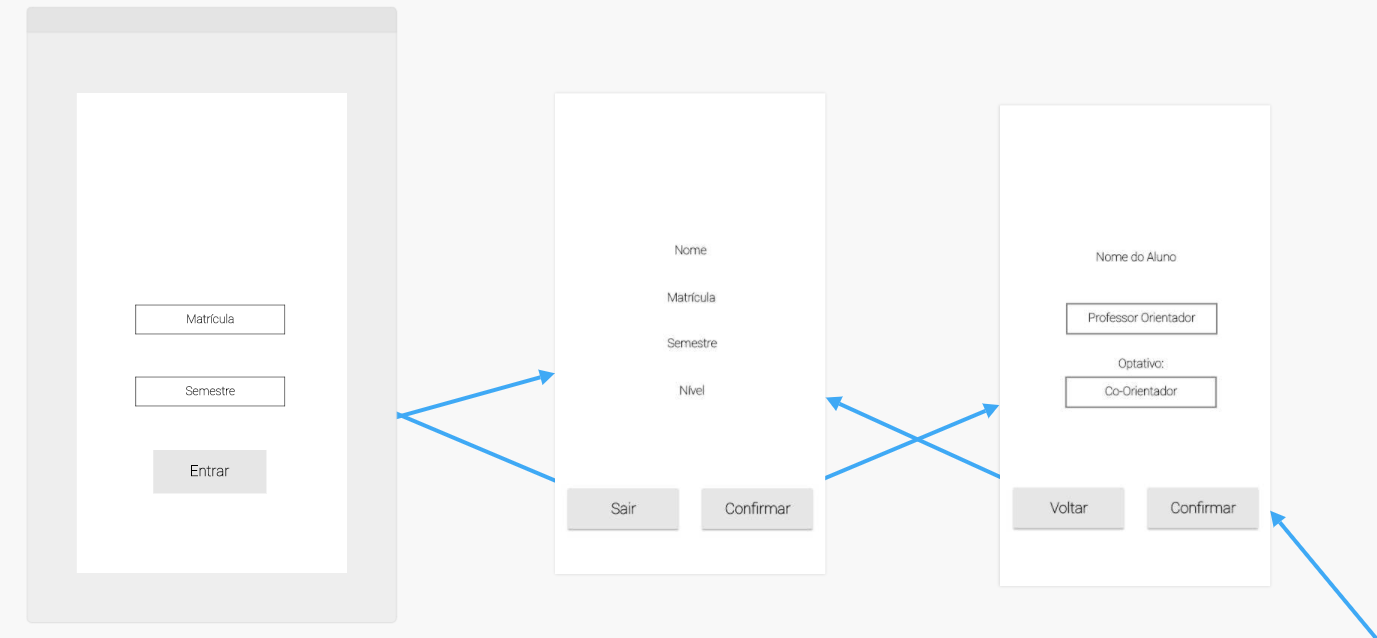 Matrícula
Semestre
Entrar
Nome
Matrícula
Semestre
Nível
Sair
Confirmar
Nome do Aluno
Professor Orientador
Optativo:
Co-Orientador
Voltar
Confirmar